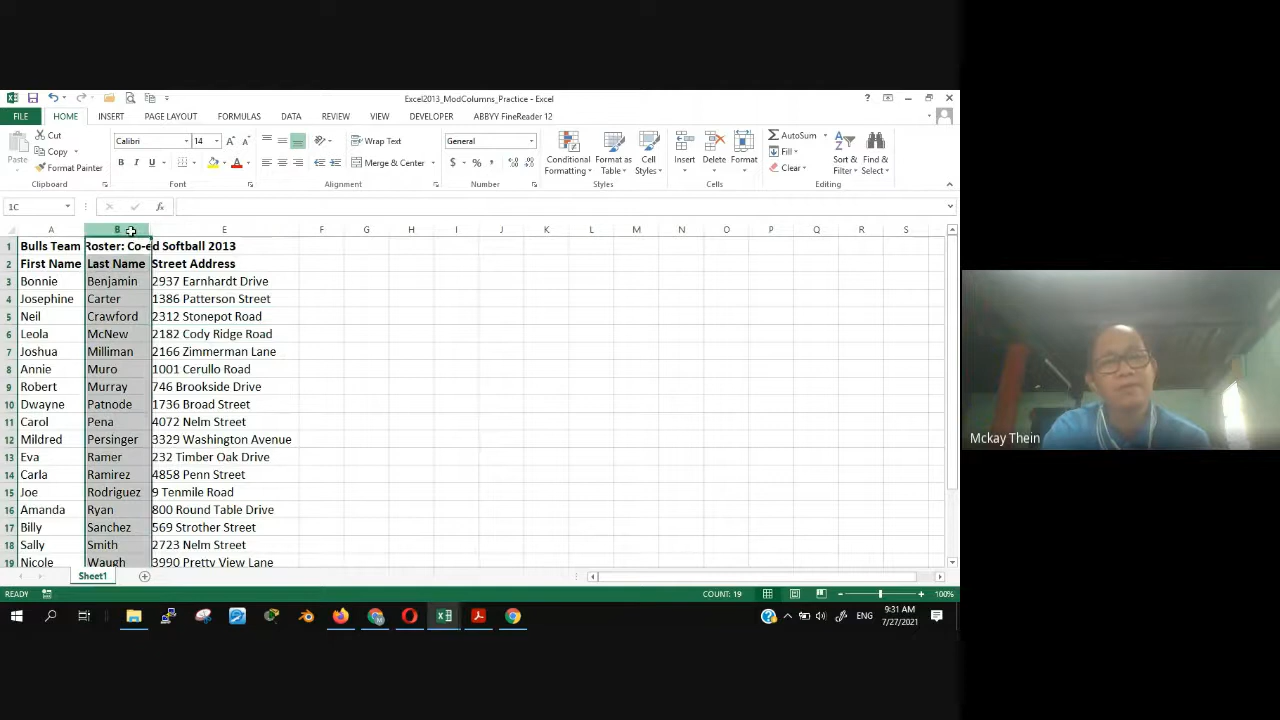 Excel2013_ModColumns_Practice - Excel
FILE HOME INSERT PAGE LAYOUT FORMULAS DATA REVIEW VIEW DEVELOPER ABBYY FineReader 12
Paste
Cut
Copy
Format Painter
Clipboard
Calibri 14
B I U
Font
Wrap Text
Merge & Center
Alignment
General
$ %
Number
Conditional Formatting
Format as Table
Cell Styles
Styles
Insert
Delete
Format
Cells
AutoSum
Fill
Clear
Sort & Filter
Find & Select
Editing
1C
A B E F G H I J K L M N O P Q R S
1 Bulls Team Roster: Co-ed Softball 2013
2 First Name Last Name Street Address
3 Bonnie Benjamin 2937 Earnhardt Drive
4 Josephine Carter 1386 Patterson Street
5 Neil Crawford 2312 Stonepot Road
6 Leola McNew 2182 Cody Ridge Road
7 Joshua Milliman 2166 Zimmerman Lane
8 Annie Muro 1001 Cerullo Road
9 Robert Murray 746 Brookside Drive
10 Dwayne Patnode 1736 Broad Street
11 Carol Pena 4072 Nelm Street
12 Mildred Persinger 3329 Washington Avenue
13 Eva Ramer 232 Timber Oak Drive
14 Carla Ramirez 4858 Penn Street
15 Joe Rodriguez 9 Tenmile Road
16 Amanda Ryan 800 Round Table Drive
17 Billy Sanchez 569 Strother Street
18 Sally Smith 2723 Nelm Street
19 Nicole Waugh 3990 Pretty View Lane
Sheet1
READY
COUNT: 19
100%
ENG
9:31 AM
7/27/2021
Mckay Thein